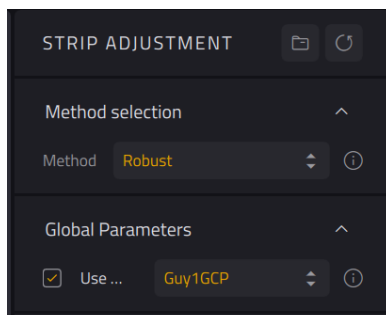 STRIP ADJUSTMENT
Method selection
Method Robust
Global Parameters
Use ... Guy1GCP